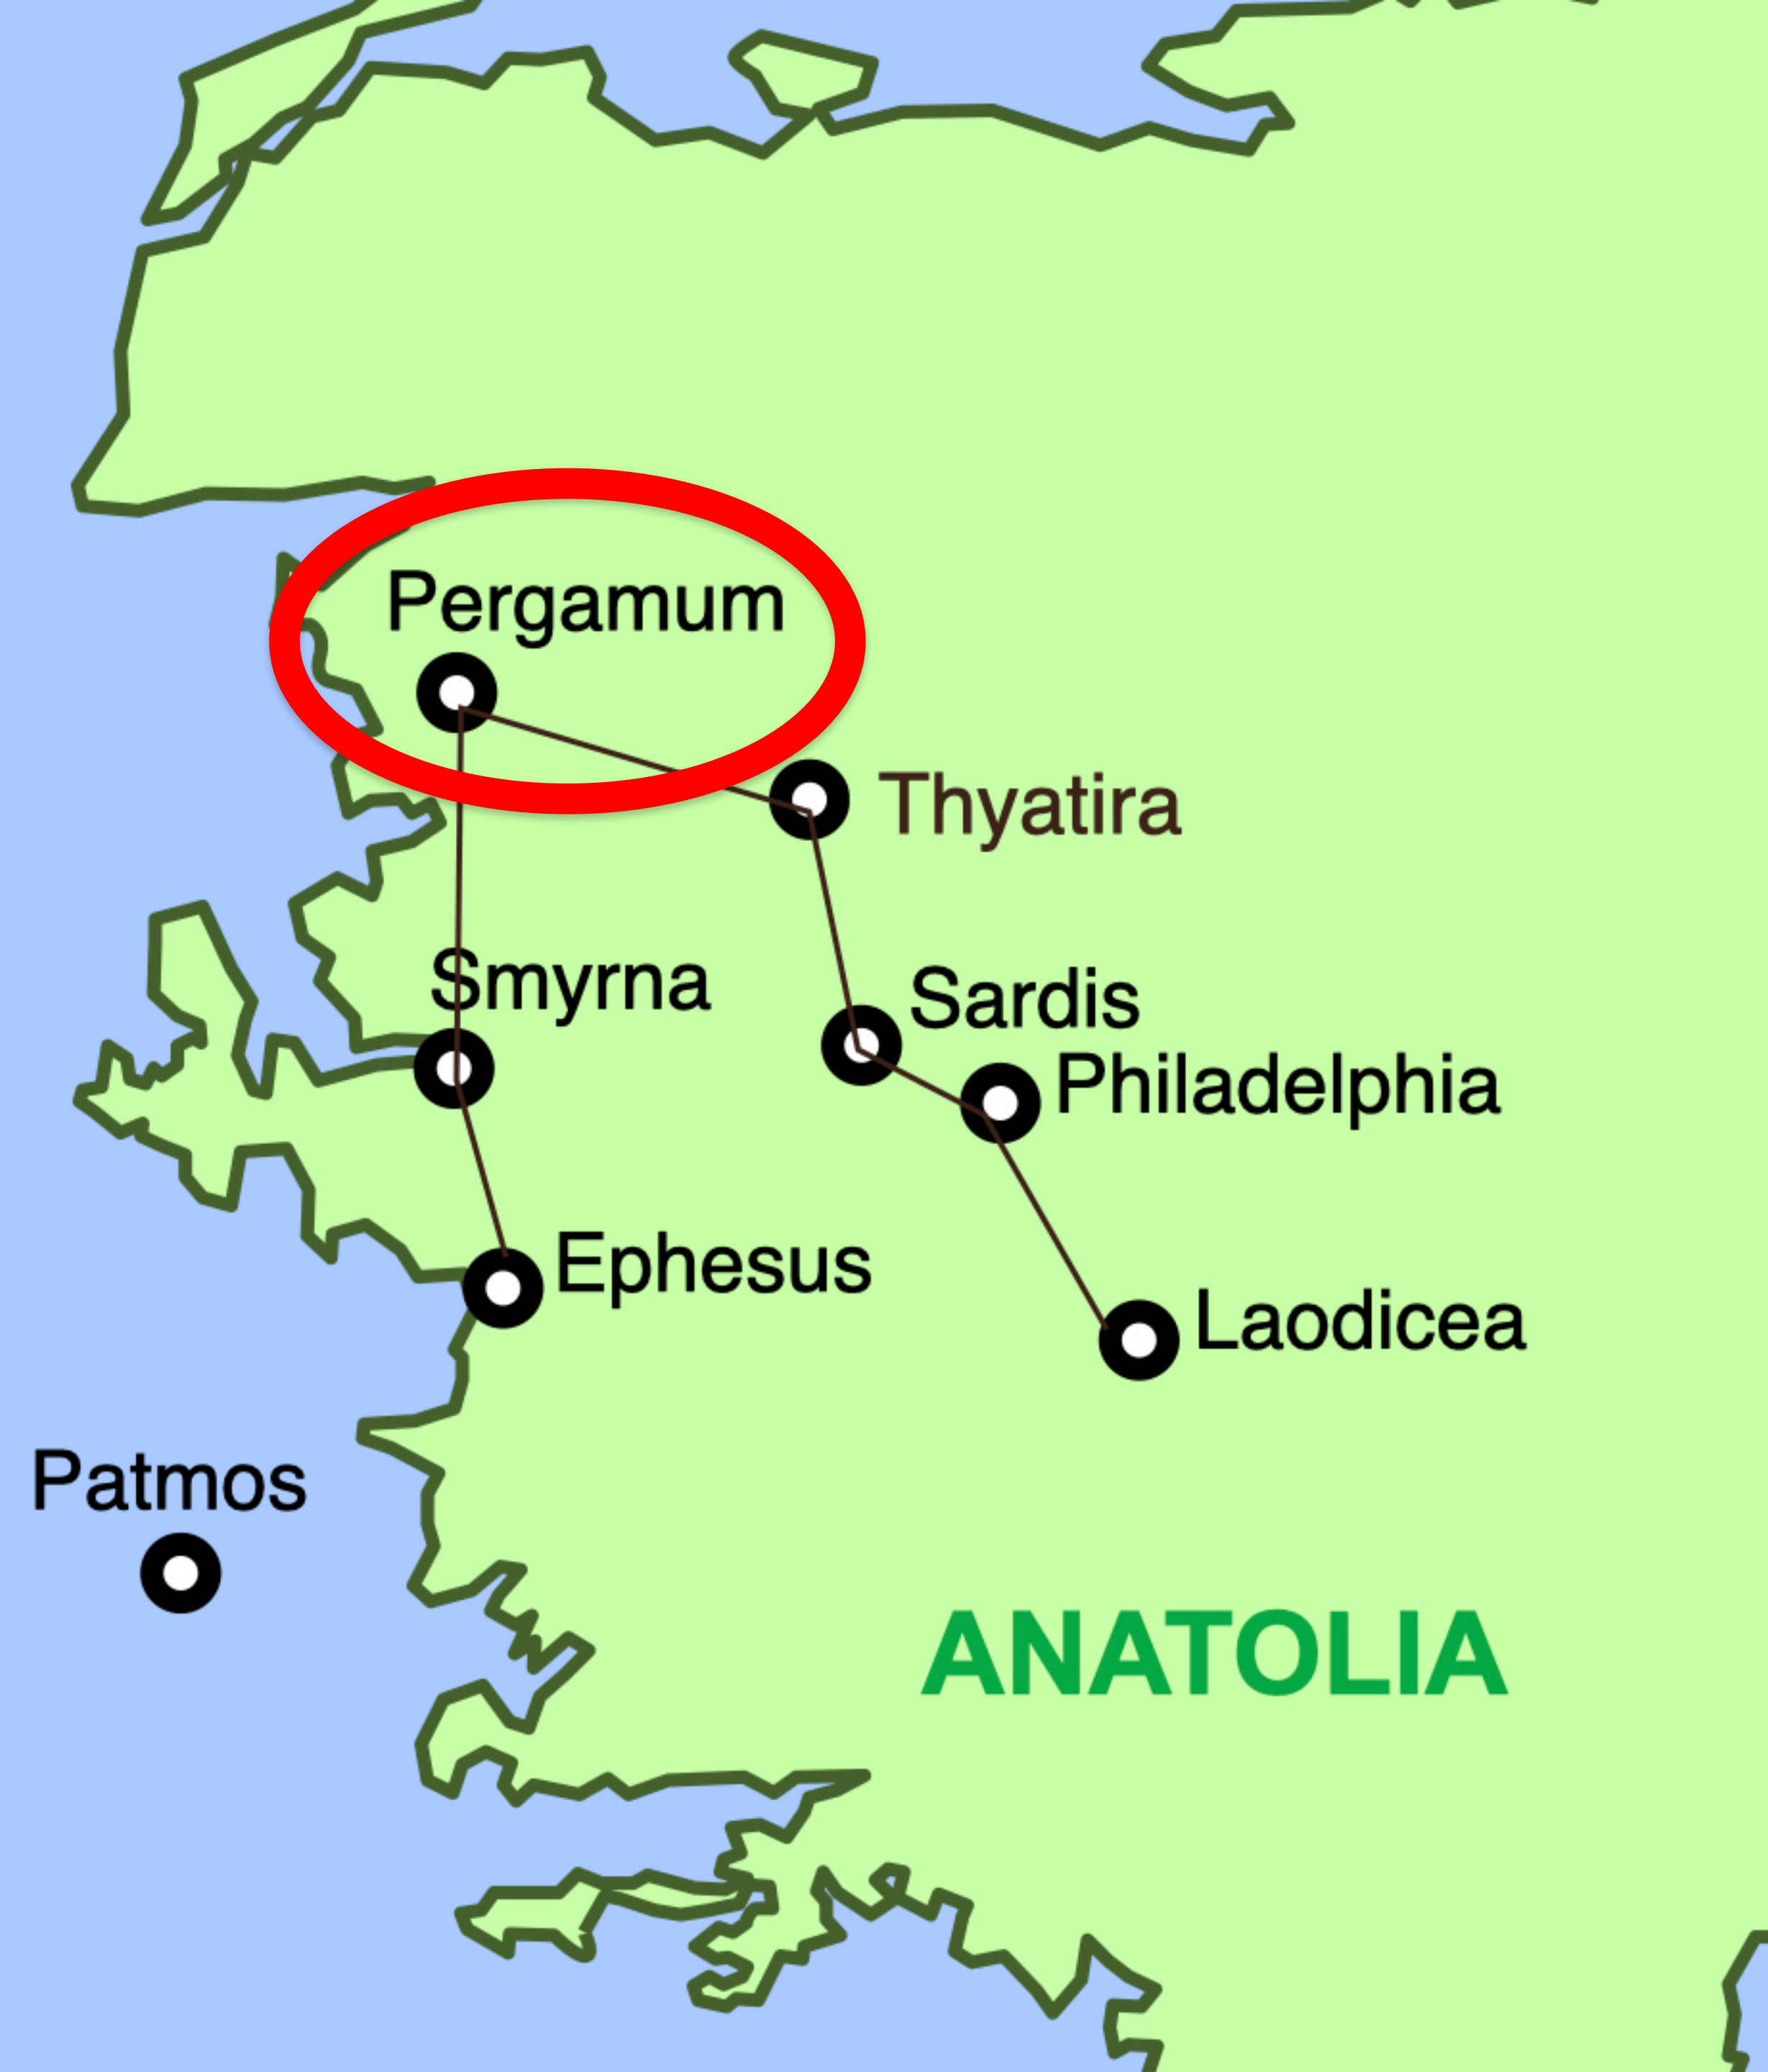 Pergamum
Thyatira
Smyrna
Sardis
Philadelphia
Ephesus
Laodicea
Patmos
ANATOLIA